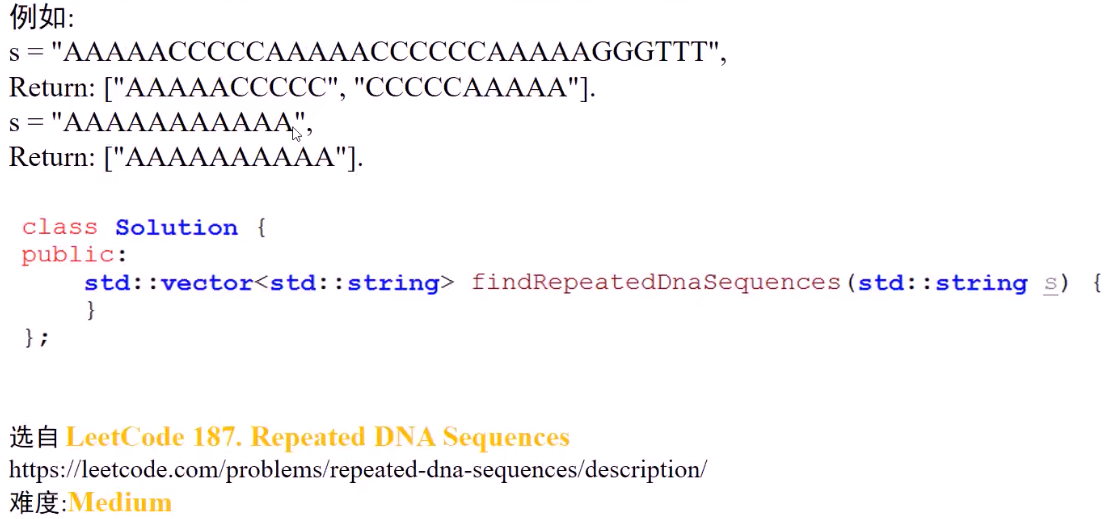 例如:
s = "AAAAACCCCCAAAAACCCCCCAAAAAGGGTTT",
Return: ["AAAAACCCCC", "CCCCCAAAAA"].
s = "AAAAAAAAAAA",
Return: ["AAAAAAAAAA"].
class Solution {
public:
    std::vector<std::string> findRepeatedDnaSequences(std::string s) {
    }
};
选自 LeetCode 187. Repeated DNA Sequences
https://leetcode.com/problems/repeated-dna-sequences/description/
难度:Medium